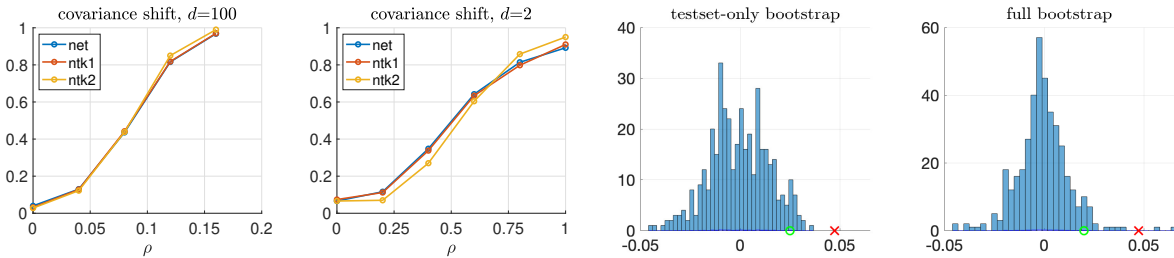 covariance shift, d=100
1
0.8
0.6
0.4
0.2
0
net
ntk1
ntk2
0 0.05 0.1 0.15 0.2
ρ
covariance shift, d=2
1
0.8
0.6
0.4
0.2
0
net
ntk1
ntk2
0 0.25 0.5 0.75 1
ρ
testset-only bootstrap
40
30
20
10
0
-0.05 0 0.05
full bootstrap
60
40
20
0
-0.05 0 0.05